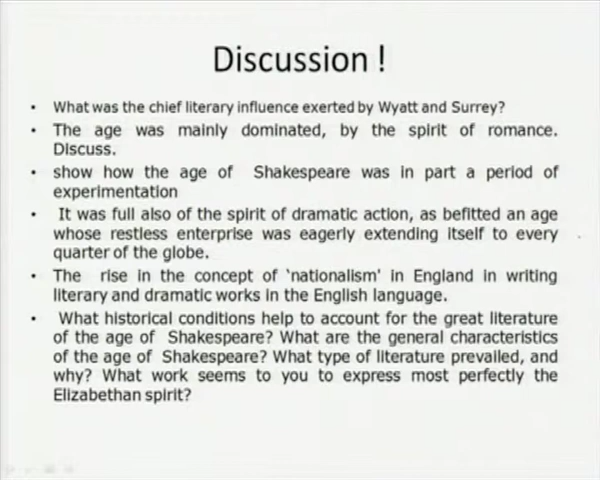 Discussion !
• What was the chief literary influence exerted by Wyatt and Surrey?
• The age was mainly dominated, by the spirit of romance.
Discuss.
• show how the age of Shakespeare was in part a period of
experimentation
• It was full also of the spirit of dramatic action, as befitted an age
whose restless enterprise was eagerly extending itself to every
quarter of the globe.
• The rise in the concept of ‘nationalism’ in England in writing
literary and dramatic works in the English language.
• What historical conditions help to account for the great literature
of the age of Shakespeare? What are the general characteristics
of the age of Shakespeare? What type of literature prevailed, and
why? What work seems to you to express most perfectly the
Elizabethan spirit?